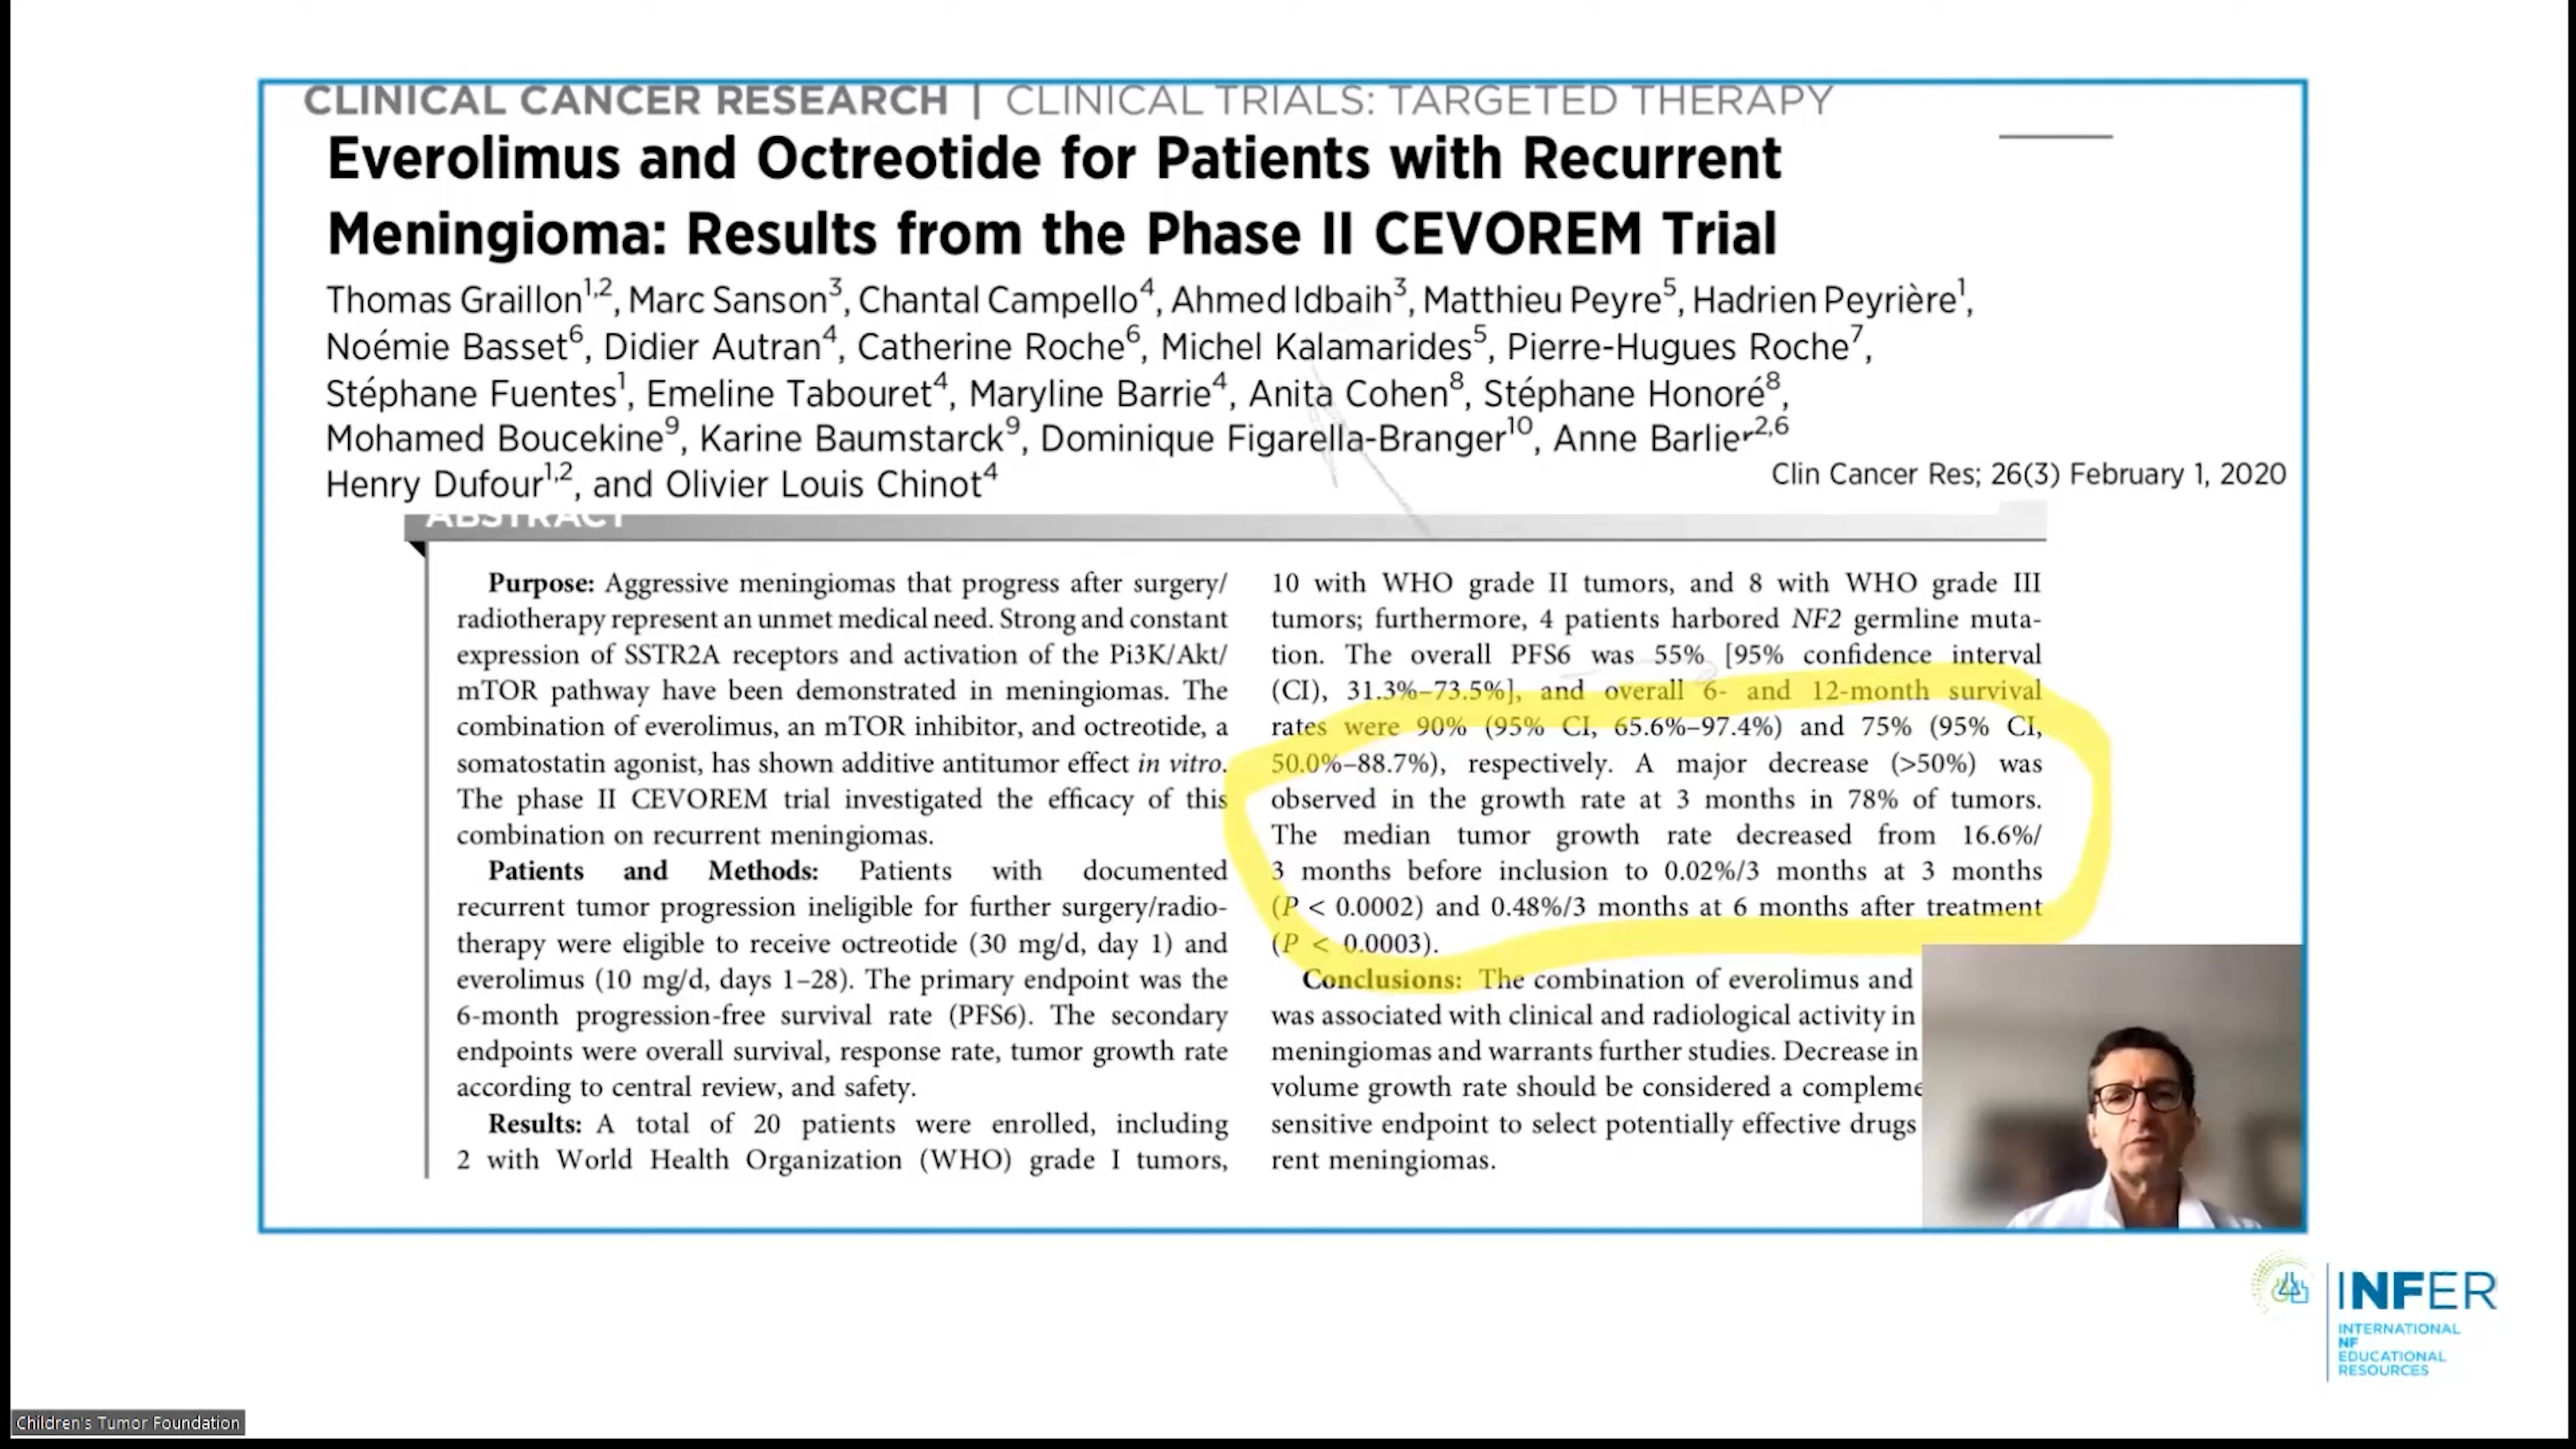 CLINICAL CANCER RESEARCH | CLINICAL TRIALS: TARGETED THERAPY
Everolimus and Octreotide for Patients with Recurrent
Meningioma: Results from the Phase II CEVOREM Trial
Thomas Graillon1,2, Marc Sanson3, Chantal Campello4, Ahmed Idbaih3, Matthieu Peyre5, Hadrien Peyrière1,
Noémie Basset6, Didier Autran4, Catherine Roche6, Michel Kalamarides5, Pierre-Hugues Roche7,
Stéphane Fuentes1, Emeline Tabouret4, Maryline Barrie4, Anita Cohen8, Stéphane Honoré8,
Mohamed Boucekine9, Karine Baumstarck9, Dominique Figarella-Branger10, Anne Barlier2,6
Henry Dufour1,2, and Olivier Louis Chinot4
Clin Cancer Res; 26(3) February 1, 2020
ABSTRACT
Purpose: Aggressive meningiomas that progress after surgery/
radiotherapy represent an unmet medical need. Strong and constant
expression of SSTR2A receptors and activation of the Pi3K/Akt/
mTOR pathway have been demonstrated in meningiomas. The
combination of everolimus, an mTOR inhibitor, and octreotide, a
somatostatin agonist, has shown additive antitumor effect in vitro.
The phase II CEVOREM trial investigated the efficacy of this
combination on recurrent meningiomas.
Patients and Methods: Patients with documented
recurrent tumor progression ineligible for further surgery/radio-
therapy were eligible to receive octreotide (30 mg/d, day 1) and
everolimus (10 mg/d, days 1–28). The primary endpoint was the
6-month progression-free survival rate (PFS6). The secondary
endpoints were overall survival, response rate, tumor growth rate
according to central review, and safety.
Results: A total of 20 patients were enrolled, including
2 with World Health Organization (WHO) grade I tumors,
10 with WHO grade II tumors, and 8 with WHO grade III
tumors; furthermore, 4 patients harbored NF2 germline muta-
tion. The overall PFS6 was 55% [95% confidence interval
(CI), 31.3%–73.5%], and overall 6- and 12-month survival
rates were 90% (95% CI, 65.6%–97.4%) and 75% (95% CI,
50.0%–88.7%), respectively. A major decrease (>50%) was
observed in the growth rate at 3 months in 78% of tumors.
The median tumor growth rate decreased from 16.6%/
3 months before inclusion to 0.02%/3 months at 3 months
(P < 0.0002) and 0.48%/3 months at 6 months after treatment
(P < 0.0003).
Conclusions: The combination of everolimus and
was associated with clinical and radiological activity in
meningiomas and warrants further studies. Decrease in
volume growth rate should be considered a compleme
sensitive endpoint to select potentially effective drugs
rent meningiomas.
INFER
INTERNATIONAL
NF
EDUCATIONAL
RESOURCES
Children's Tumor Foundation